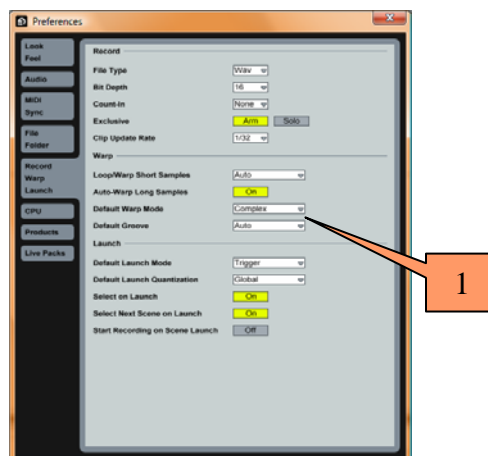 Preferences
Look
Feel
Audio
MIDI
Sync
File
Folder
Record
Warp
Launch
CPU
Products
Live Packs
Record
File Type Wav
Bit Depth 16
Count-In None
Exclusive Arm Solo
Clip Update Rate 1/32
Warp
Loop/Warp Short Samples Auto
Auto-Warp Long Samples On
Default Warp Mode Complex
Default Groove Auto
Launch
Default Launch Mode Trigger
Default Launch Quantization Global
Select on Launch On
Select Next Scene on Launch On
Start Recording on Scene Launch Off
1